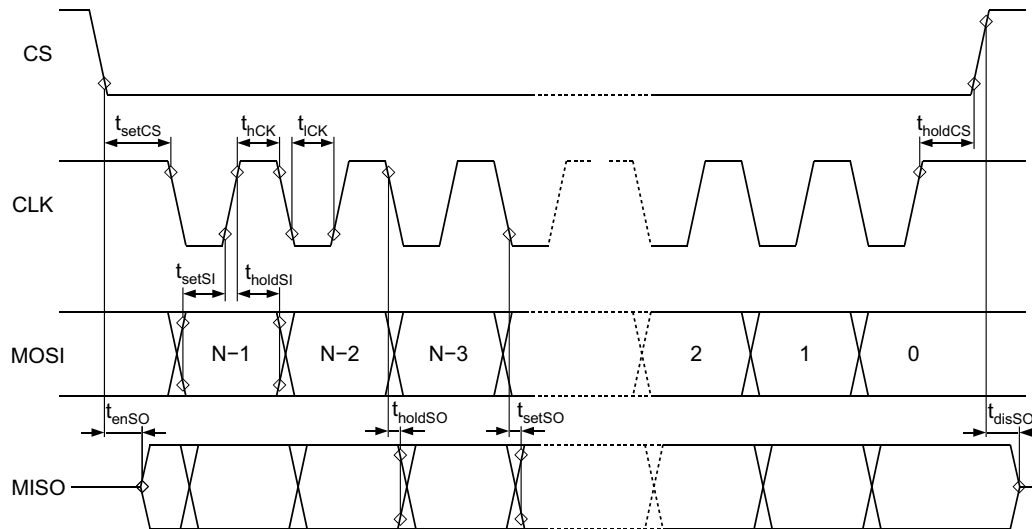 CS
t_setCS
t_hCK
t_lCK
t_holdCS
CLK
t_setSI
t_holdSI
MOSI
N−1
N−2
N−3
2
1
0
t_enSO
t_holdSO
t_setSO
t_disSO
MISO